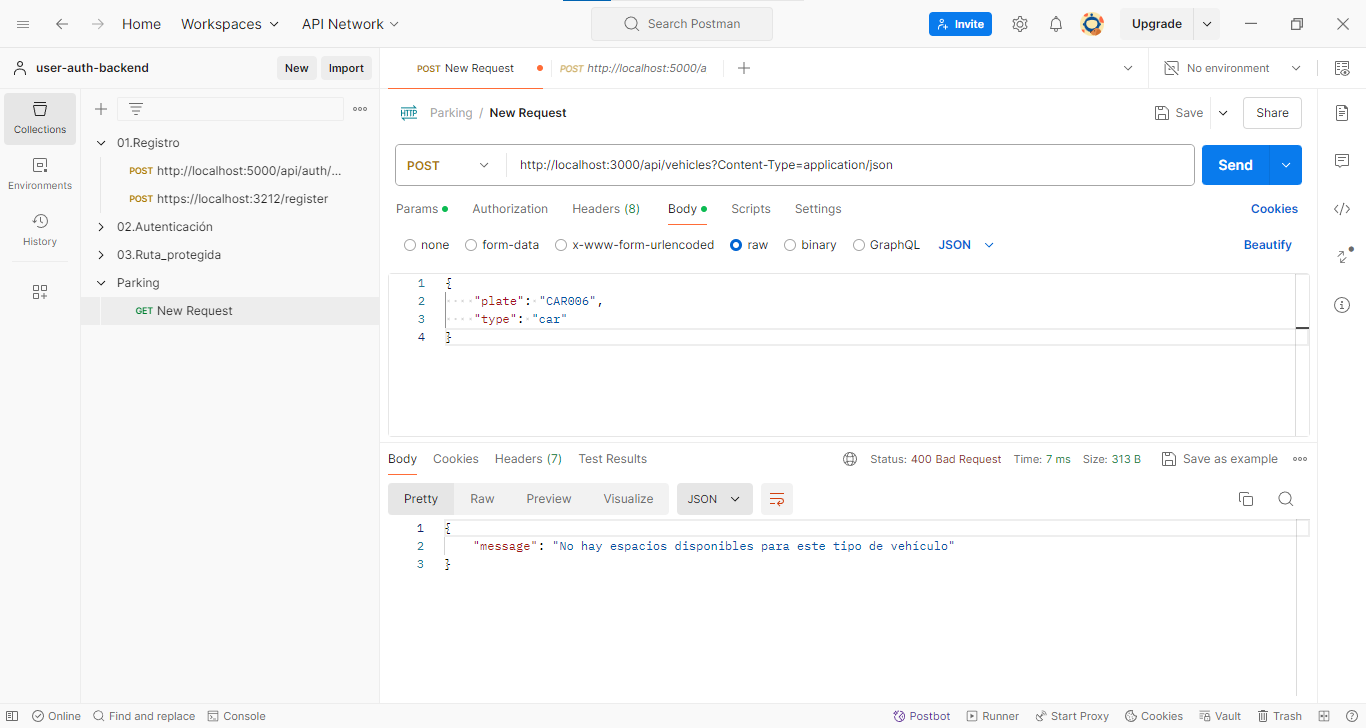 Home
Workspaces
API Network
Search Postman
Invite
Upgrade
user-auth-backend
New
Import
POST New Request
POST http://localhost:5000/a
No environment
Collections
Environments
History
01.Registro
POST http://localhost:5000/api/auth/...
POST https://localhost:3212/register
02.Autenticación
03.Ruta_protegida
Parking
GET New Request
HTTP Parking / New Request
Save
Share
POST
http://localhost:3000/api/vehicles?Content-Type=application/json
Send
Params
Authorization
Headers (8)
Body
Scripts
Settings
Cookies
none
form-data
x-www-form-urlencoded
raw
binary
GraphQL
JSON
Beautify
1 {
2 "plate": "CAR006",
3 "type": "car"
4 }
Body
Cookies
Headers (7)
Test Results
Status: 400 Bad Request
Time: 7 ms
Size: 313 B
Save as example
Pretty
Raw
Preview
Visualize
JSON
1 {
2 "message": "No hay espacios disponibles para este tipo de vehículo"
3 }
Online
Find and replace
Console
Postbot
Runner
Start Proxy
Cookies
Vault
Trash